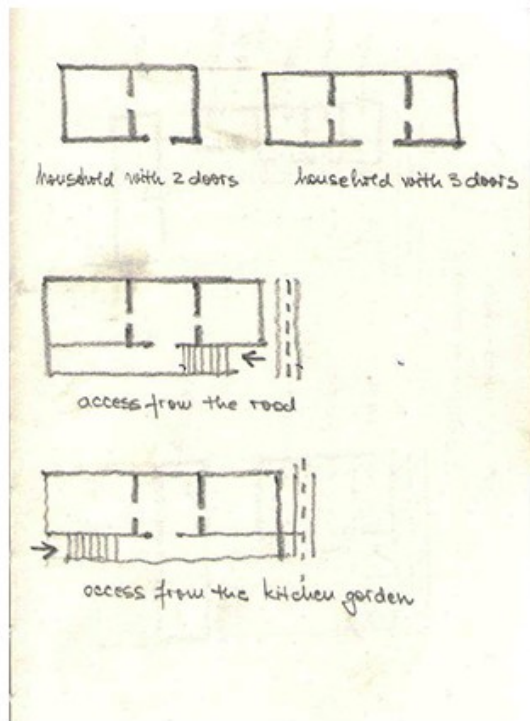 household with 2 doors
household with 3 doors
access from the road
access from the kitchen garden